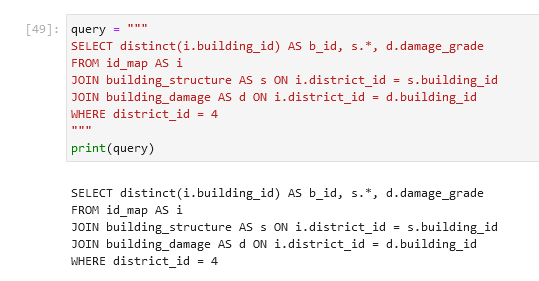 [49]: query = """
SELECT distinct(i.building_id) AS b_id, s.*, d.damage_grade
FROM id_map AS i
JOIN building_structure AS s ON i.district_id = s.building_id
JOIN building_damage AS d ON i.district_id = d.building_id
WHERE district_id = 4
"""
print(query)
SELECT distinct(i.building_id) AS b_id, s.*, d.damage_grade
FROM id_map AS i
JOIN building_structure AS s ON i.district_id = s.building_id
JOIN building_damage AS d ON i.district_id = d.building_id
WHERE district_id = 4